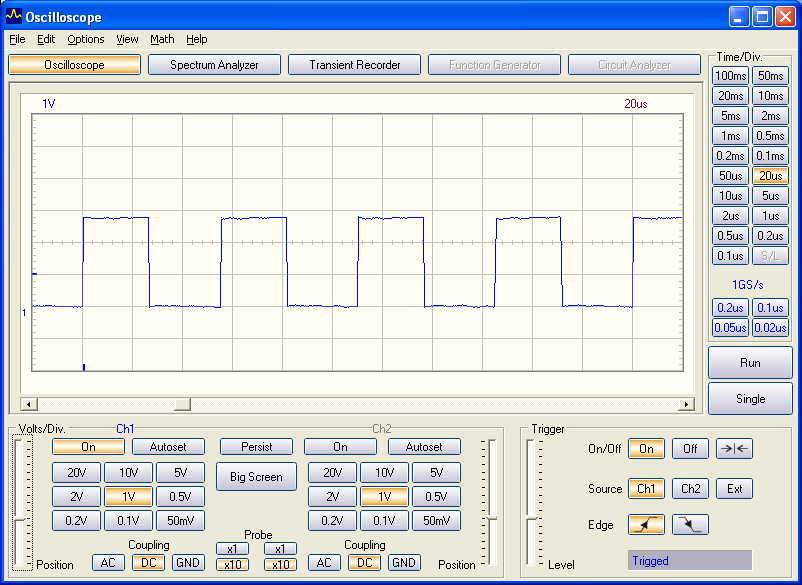 Oscilloscope
File Edit Options View Math Help
Oscilloscope Spectrum Analyzer Transient Recorder Function Generator Circuit Analyzer
1V 20us
1
Time/Div.
100ms 50ms
20ms 10ms
5ms 2ms
1ms 0.5ms
0.2ms 0.1ms
50us 20us
10us 5us
2us 1us
0.5us 0.2us
0.1us S/L
1GS/s
0.2us 0.1us
0.05us 0.02us
Run
Single
Volts/Div. Ch1
On Autoset
20V 10V 5V
2V 1V 0.5V
0.2V 0.1V 50mV
Coupling
Position AC DC GND
Persist
Big Screen
Probe
x1 x1
x10 x10
Ch2
On Autoset
20V 10V 5V
2V 1V 0.5V
0.2V 0.1V 50mV
Coupling
AC DC GND Position
Trigger
On/Off On Off
Source Ch1 Ch2 Ext
Edge
Level Trigged